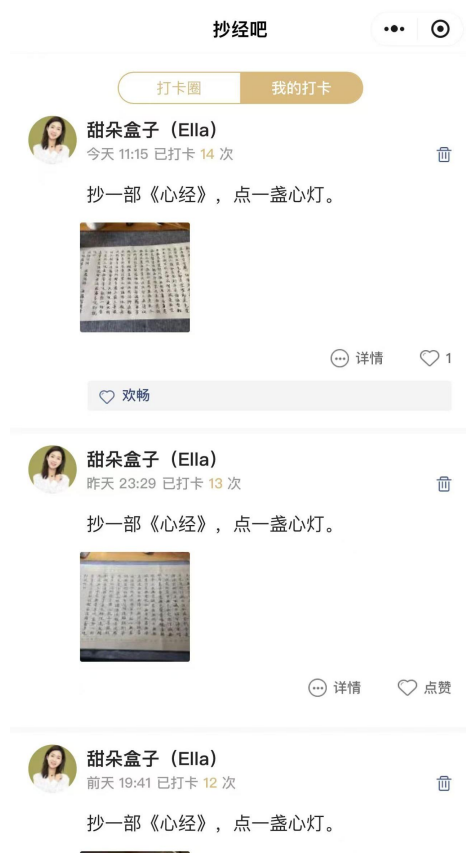 抄经吧
打卡圈 我的打卡
甜朵盒子（Ella）
今天 11:15 已打卡 14 次
抄一部《心经》，点一盏心灯。
详情 1
欢畅
甜朵盒子（Ella）
昨天 23:29 已打卡 13 次
抄一部《心经》，点一盏心灯。
详情 点赞
甜朵盒子（Ella）
前天 19:41 已打卡 12 次
抄一部《心经》，点一盏心灯。